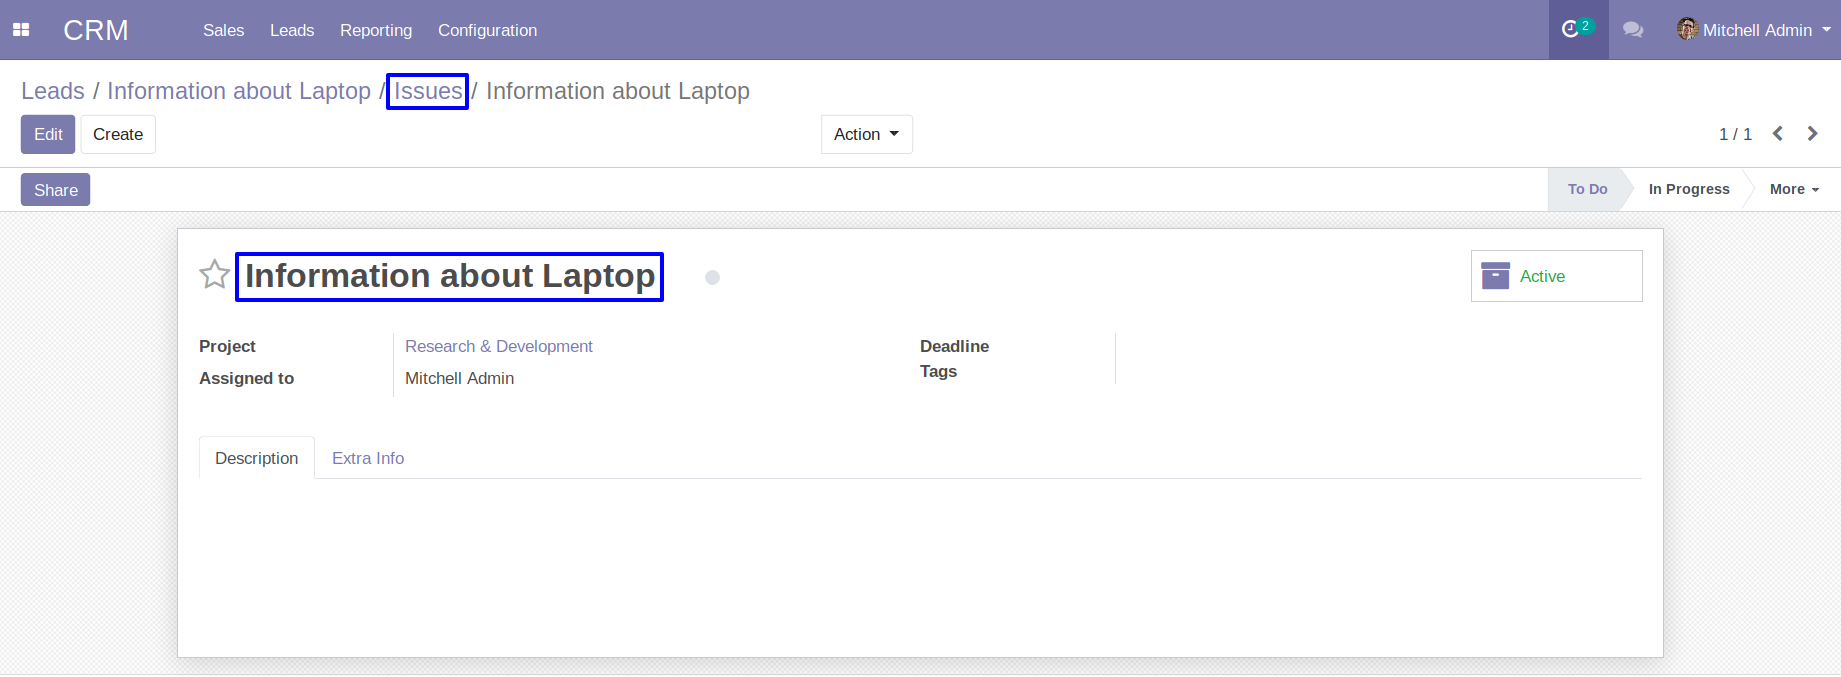 CRM Sales Leads Reporting Configuration 2 Mitchell Admin
Leads / Information about Laptop / Issues / Information about Laptop
Edit Create Action 1 / 1
Share To Do In Progress More
Information about Laptop Active
Project Research & Development Deadline
Tags
Assigned to Mitchell Admin
Description Extra Info